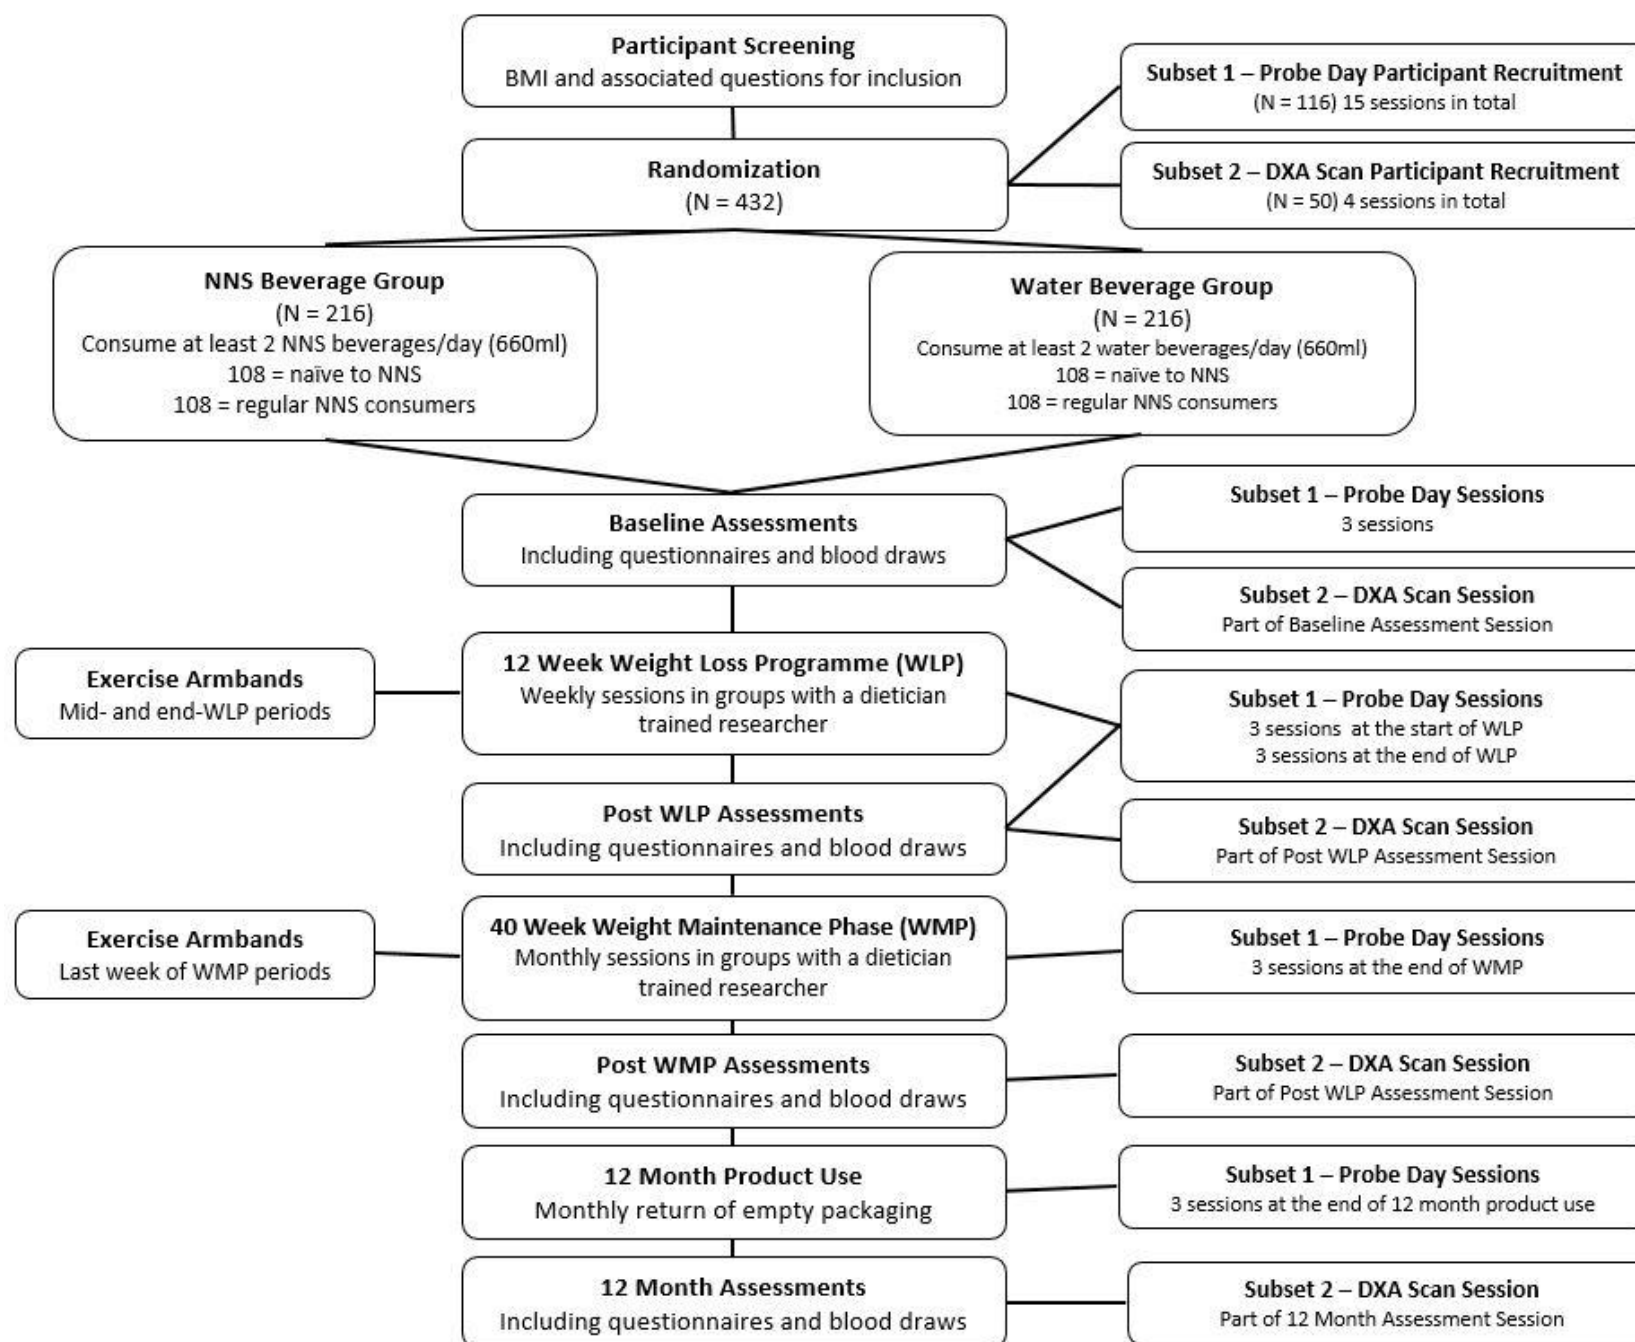 Participant Screening
BMI and associated questions for inclusion
Subset 1 – Probe Day Participant Recruitment
(N = 116) 15 sessions in total
Randomization
(N = 432)
Subset 2 – DXA Scan Participant Recruitment
(N = 50) 4 sessions in total
NNS Beverage Group
(N = 216)
Consume at least 2 NNS beverages/day (660ml)
108 = naïve to NNS
108 = regular NNS consumers
Water Beverage Group
(N = 216)
Consume at least 2 water beverages/day (660ml)
108 = naïve to NNS
108 = regular NNS consumers
Baseline Assessments
Including questionnaires and blood draws
Subset 1 – Probe Day Sessions
3 sessions
Subset 2 – DXA Scan Session
Part of Baseline Assessment Session
Exercise Armbands
Mid- and end-WLP periods
12 Week Weight Loss Programme (WLP)
Weekly sessions in groups with a dietician
trained researcher
Subset 1 – Probe Day Sessions
3 sessions at the start of WLP
3 sessions at the end of WLP
Post WLP Assessments
Including questionnaires and blood draws
Subset 2 – DXA Scan Session
Part of Post WLP Assessment Session
Exercise Armbands
Last week of WMP periods
40 Week Weight Maintenance Phase (WMP)
Monthly sessions in groups with a dietician
trained researcher
Subset 1 – Probe Day Sessions
3 sessions at the end of WMP
Post WMP Assessments
Including questionnaires and blood draws
Subset 2 – DXA Scan Session
Part of Post WLP Assessment Session
12 Month Product Use
Monthly return of empty packaging
Subset 1 – Probe Day Sessions
3 sessions at the end of 12 month product use
12 Month Assessments
Including questionnaires and blood draws
Subset 2 – DXA Scan Session
Part of 12 Month Assessment Session